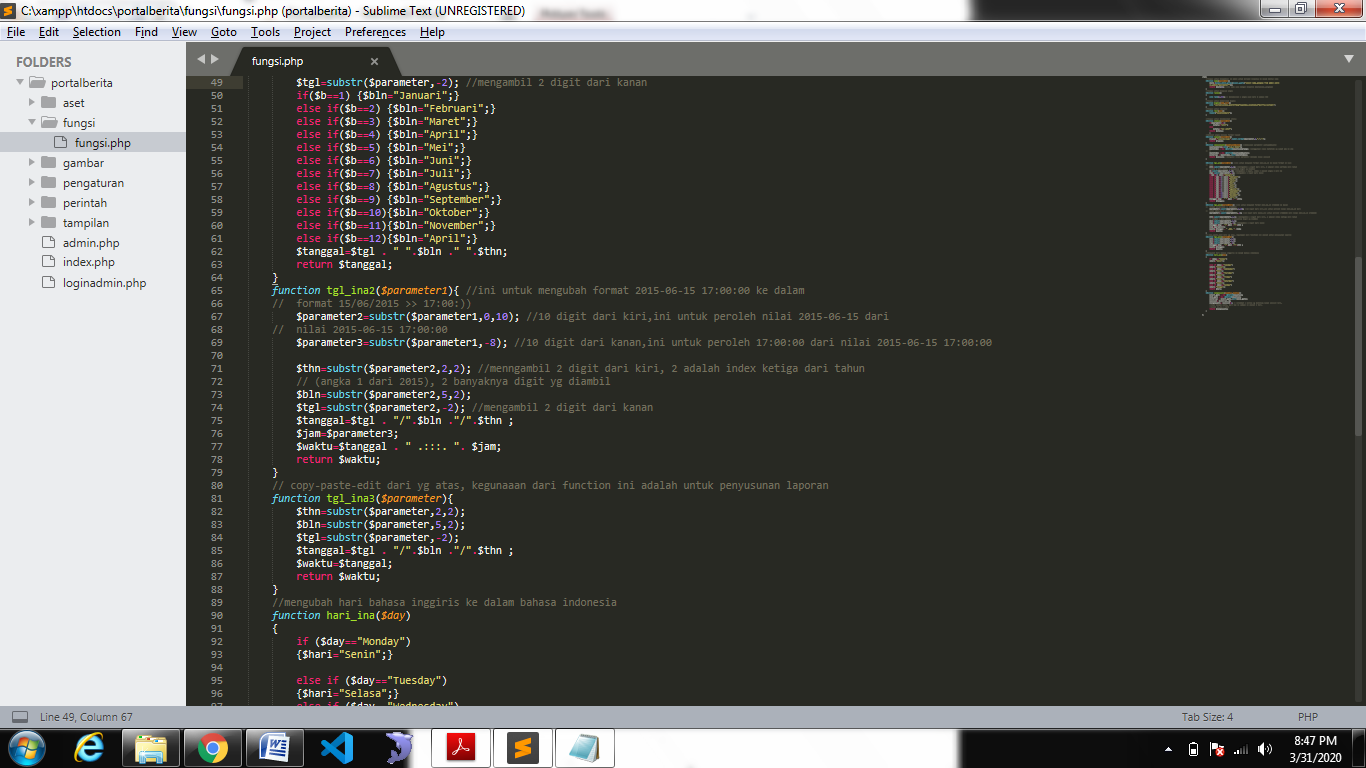 C:\xampp\htdocs\portalberita\fungsi\fungsi.php (portalberita) - Sublime Text (UNREGISTERED)
File Edit Selection Find View Goto Tools Project Preferences Help
FOLDERS
portalberita
aset
fungsi
fungsi.php
gambar
pengaturan
perintah
tampilan
admin.php
index.php
loginadmin.php
fungsi.php
49 $tgl=substr($parameter,-2); //mengambil 2 digit dari kanan
50 if($b==1) {$bln="Januari";}
51 else if($b==2) {$bln="Februari";}
52 else if($b==3) {$bln="Maret";}
53 else if($b==4) {$bln="April";}
54 else if($b==5) {$bln="Mei";}
55 else if($b==6) {$bln="Juni";}
56 else if($b==7) {$bln="Juli";}
57 else if($b==8) {$bln="Agustus";}
58 else if($b==9) {$bln="September";}
59 else if($b==10){$bln="Oktober";}
60 else if($b==11){$bln="November";}
61 else if($b==12){$bln="April";}
62 $tanggal=$tgl . " ".$bln ." ".$thn;
63 return $tanggal;
64 }
65 function tgl_ina2($parameter1){ //ini untuk mengubah format 2015-06-15 17:00:00 ke dalam
66 //  format 15/06/2015 >> 17:00:))
67 $parameter2=substr($parameter1,0,10); //10 digit dari kiri,ini untuk peroleh nilai 2015-06-15 dari
68 //  nilai 2015-06-15 17:00:00
69 $parameter3=substr($parameter1,-8); //10 digit dari kanan,ini untuk peroleh 17:00:00 dari nilai 2015-06-15 17:00:00
70
71 $thn=substr($parameter2,2,2); //menngambil 2 digit dari kiri, 2 adalah index ketiga dari tahun
72 // (angka 1 dari 2015), 2 banyaknya digit yg diambil
73 $bln=substr($parameter2,5,2);
74 $tgl=substr($parameter2,-2); //mengambil 2 digit dari kanan
75 $tanggal=$tgl . "/".$bln ."/".$thn ;
76 $jam=$parameter3;
77 $waktu=$tanggal . " .:::. ". $jam;
78 return $waktu;
79 }
80 // copy-paste-edit dari yg atas, kegunaaan dari function ini adalah untuk penyusunan laporan
81 function tgl_ina3($parameter){
82 $thn=substr($parameter,2,2);
83 $bln=substr($parameter,5,2);
84 $tgl=substr($parameter,-2);
85 $tanggal=$tgl . "/".$bln ."/".$thn ;
86 $waktu=$tanggal;
87 return $waktu;
88 }
89 //mengubah hari bahasa inggiris ke dalam bahasa indonesia
90 function hari_ina($day)
91 {
92 if ($day=="Monday")
93 {$hari="Senin";}
94
95 else if ($day=="Tuesday")
96 {$hari="Selasa";}
Line 49, Column 67
Tab Size: 4
PHP
8:47 PM
3/31/2020